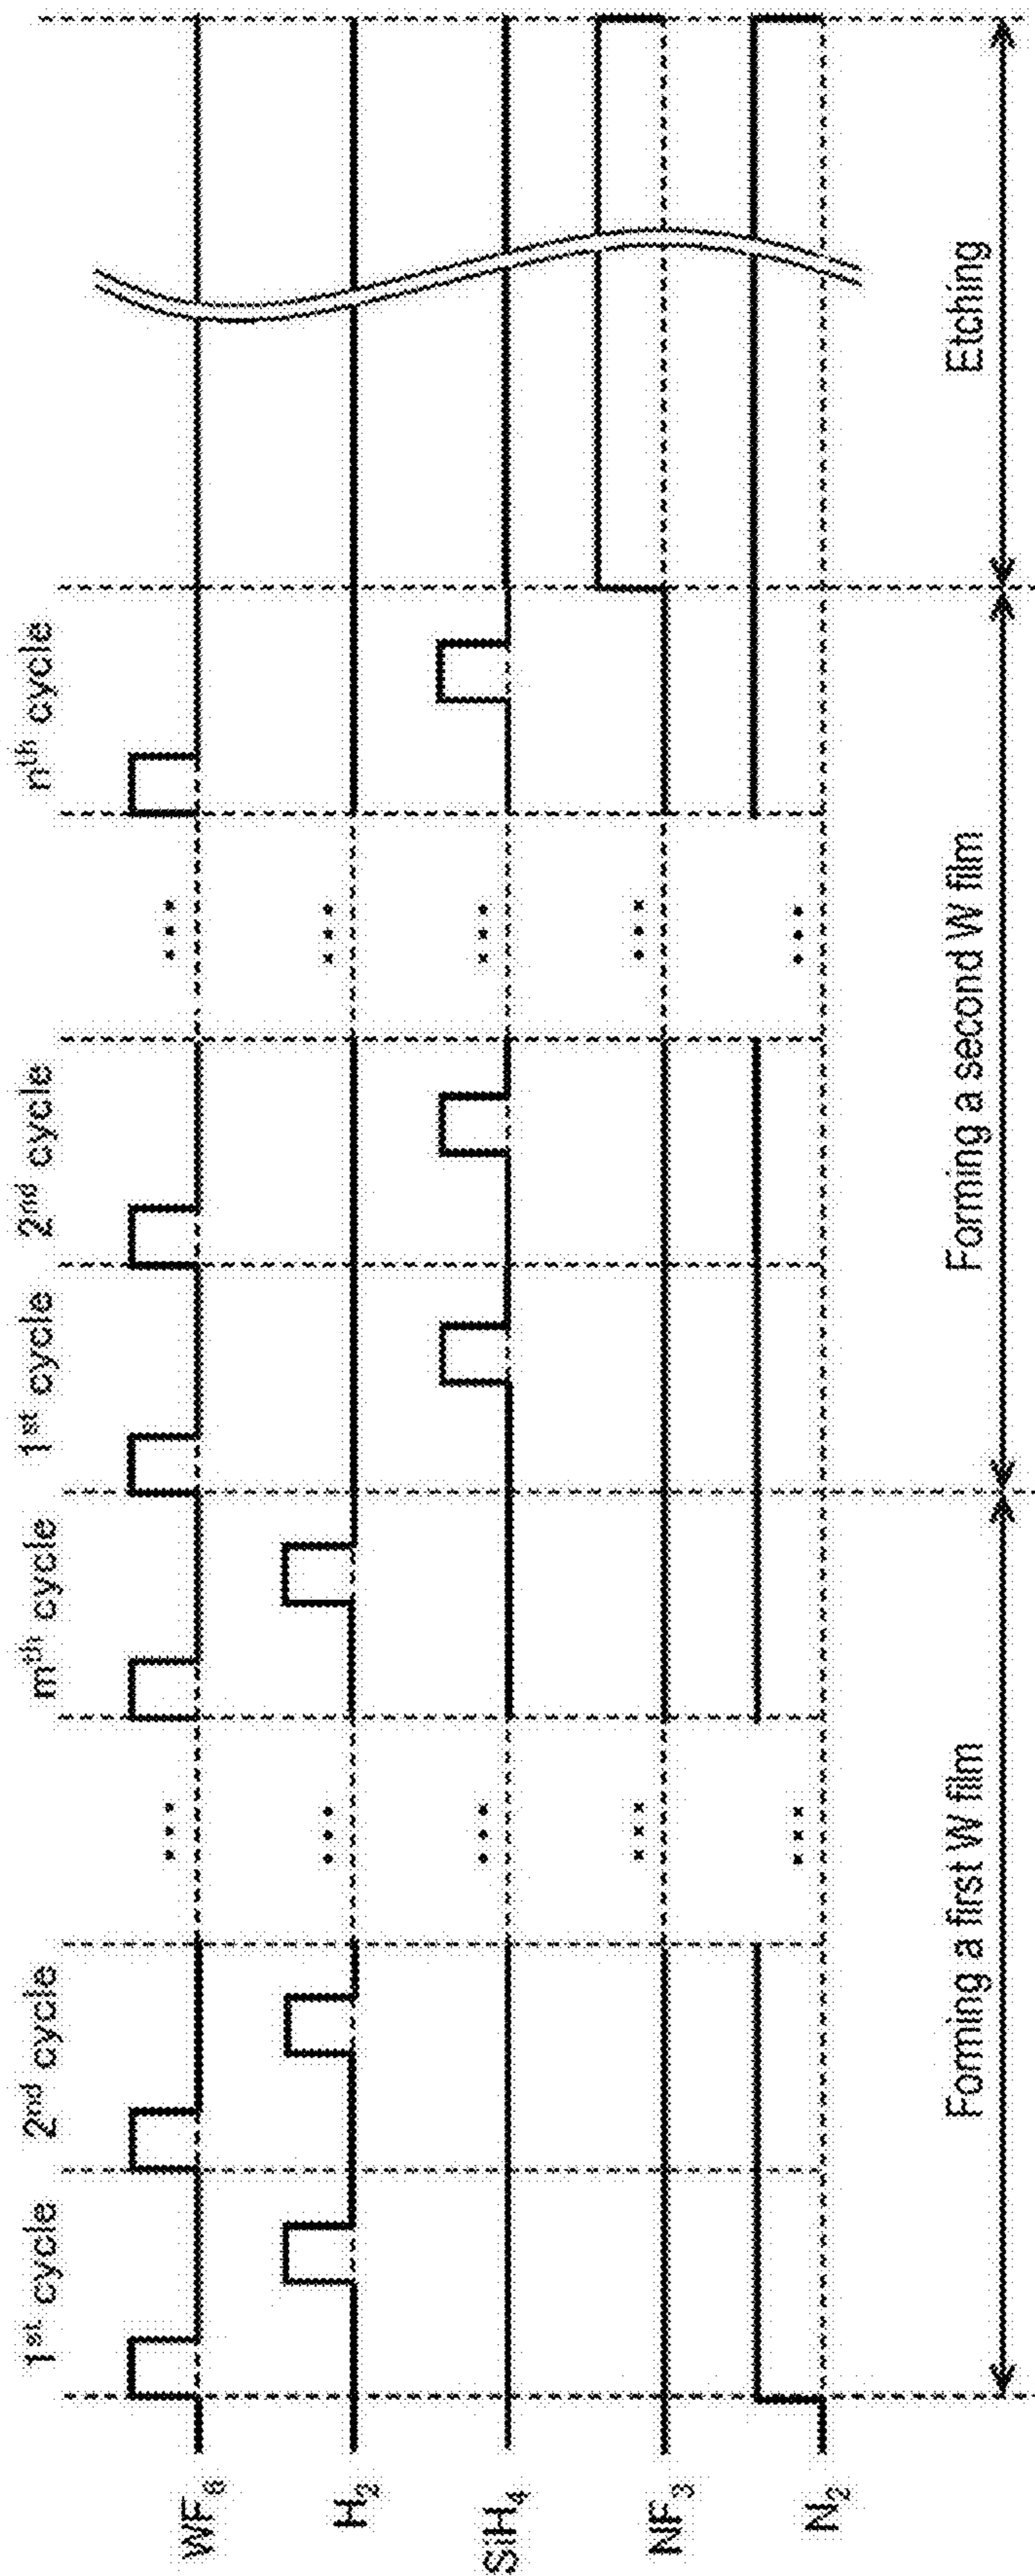 1st cycle
2nd cycle
mth cycle
1st cycle
2nd cycle
nth cycle
WF6
H2
SiH4
NF3
N2
Forming a first W film
Forming a second W film
Etching